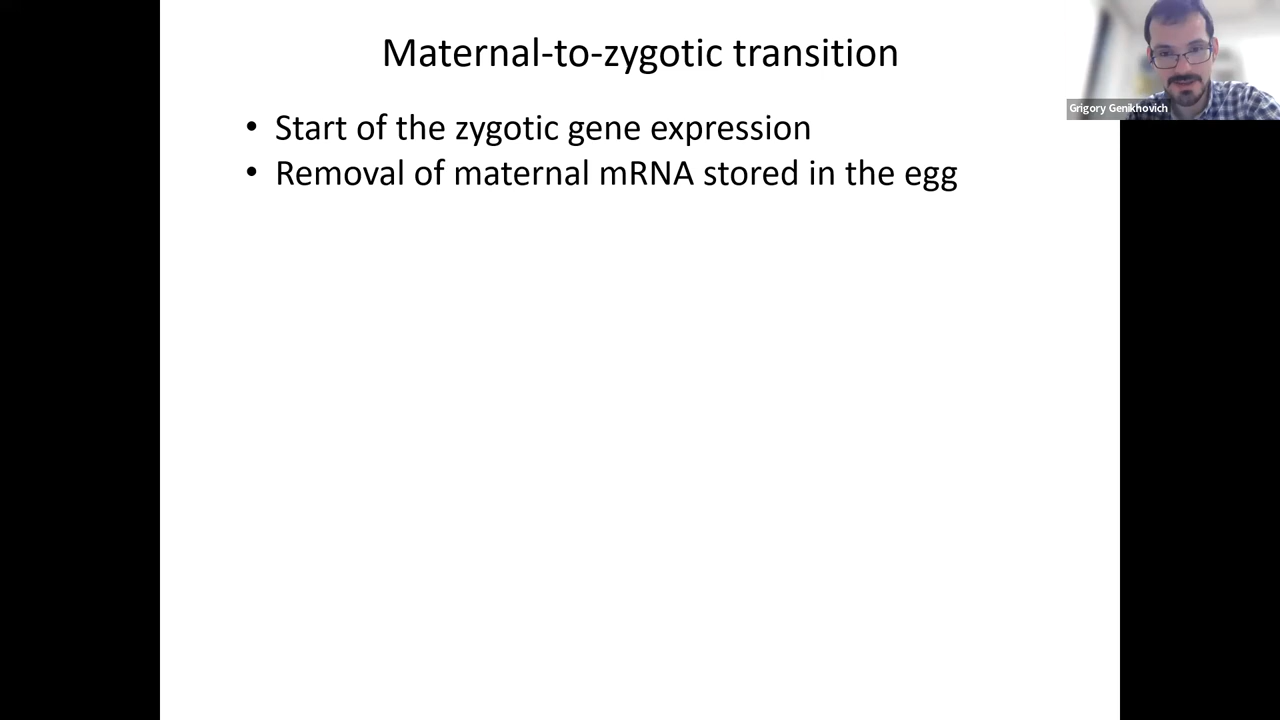 Maternal-to-zygotic transition
Grigory Genikhovich
• Start of the zygotic gene expression
• Removal of maternal mRNA stored in the egg